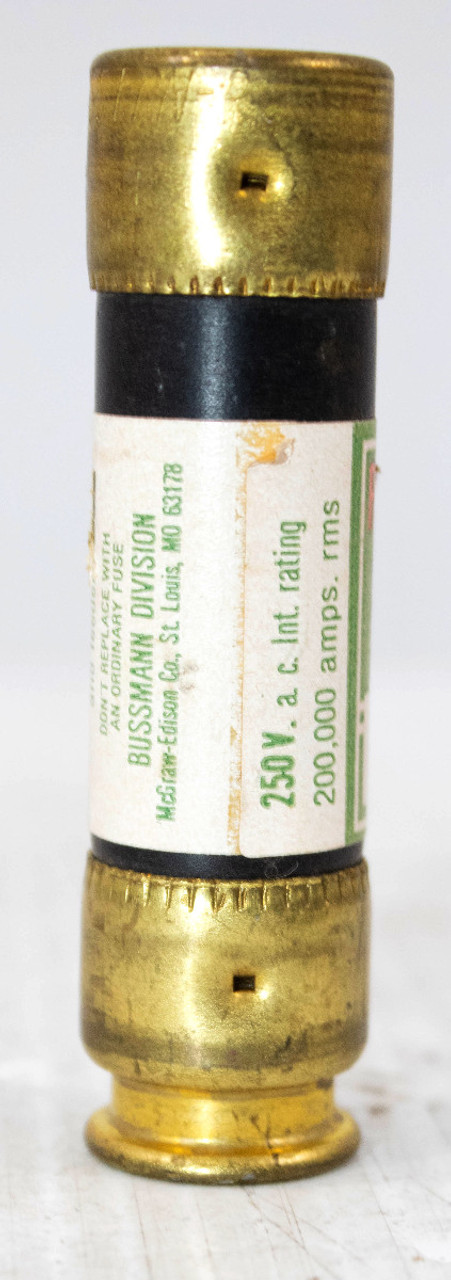 DON'T REPLACE WITH
AN ORDINARY FUSE
BUSSMANN DIVISION
McGraw-Edison Co., St. Louis, MO 63178
250V. a c. Int. rating
200,000 amps. rms